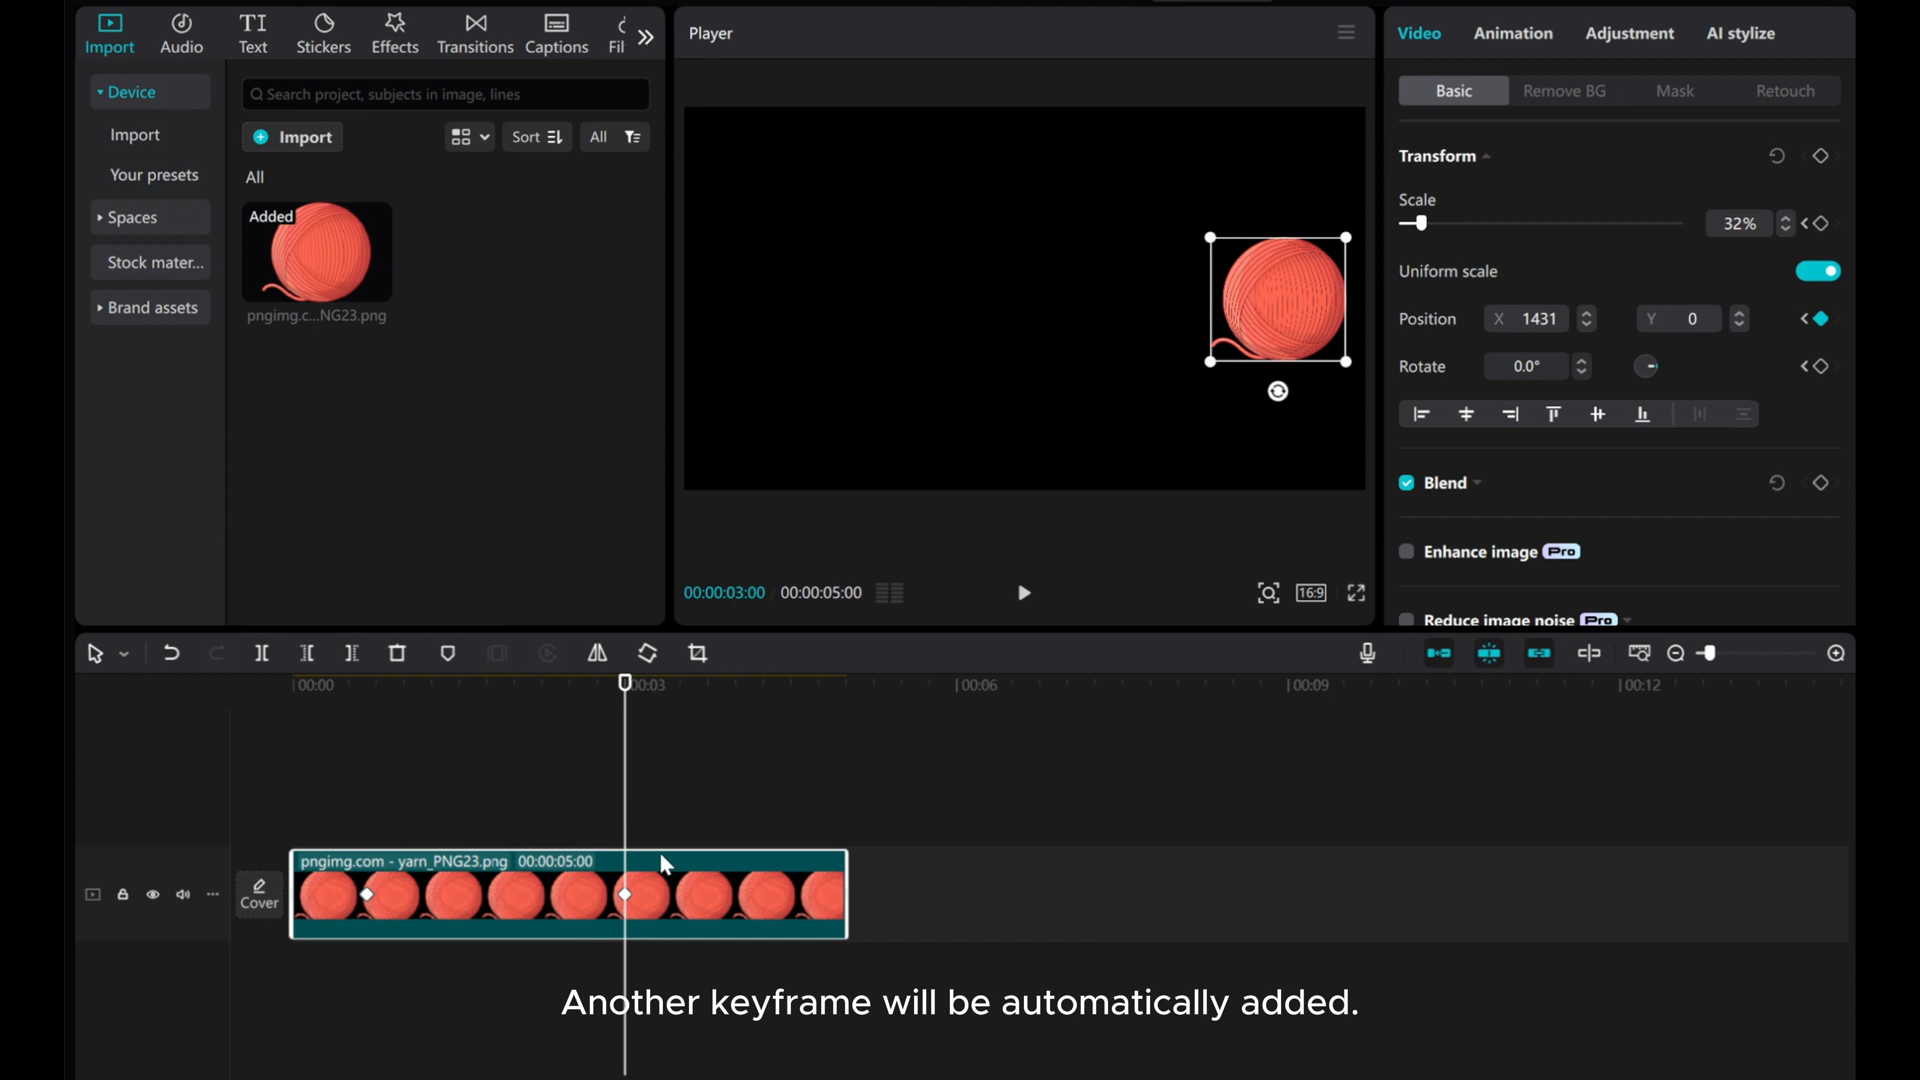 Import
Audio
Text
Stickers
Effects
Transitions
Captions
Fil
Device
Import
Your presets
Spaces
Stock mater...
Brand assets
Search project, subjects in image, lines
Import
Sort
All
All
Added
pngimg.c...NG23.png
Player
00:00:03:00
00:00:05:00
16:9
Video
Animation
Adjustment
AI stylize
Basic
Remove BG
Mask
Retouch
Transform
Scale
32%
Uniform scale
Position X 1431 Y 0
Rotate 0.0°
Blend
Enhance image Pro
Reduce image noise Pro
00:00
00:03
00:06
00:09
00:12
Cover
pngimg.com - yarn_PNG23.png 00:00:05:00
Another keyframe will be automatically added.